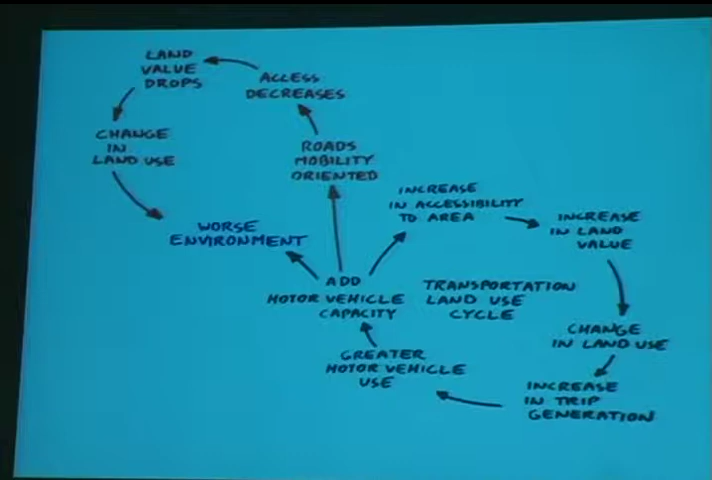 LAND
VALUE
DROPS
ACCESS
DECREASES
CHANGE
IN
LAND USE
ROADS
MOBILITY
ORIENTED
WORSE
ENVIRONMENT
INCREASE
IN ACCESSIBILITY
TO AREA
INCREASE
IN LAND
VALUE
ADD
MOTOR VEHICLE
CAPACITY
TRANSPORTATION
LAND USE
CYCLE
CHANGE
IN LAND USE
GREATER
MOTOR VEHICLE
USE
INCREASE
IN TRIP
GENERATION